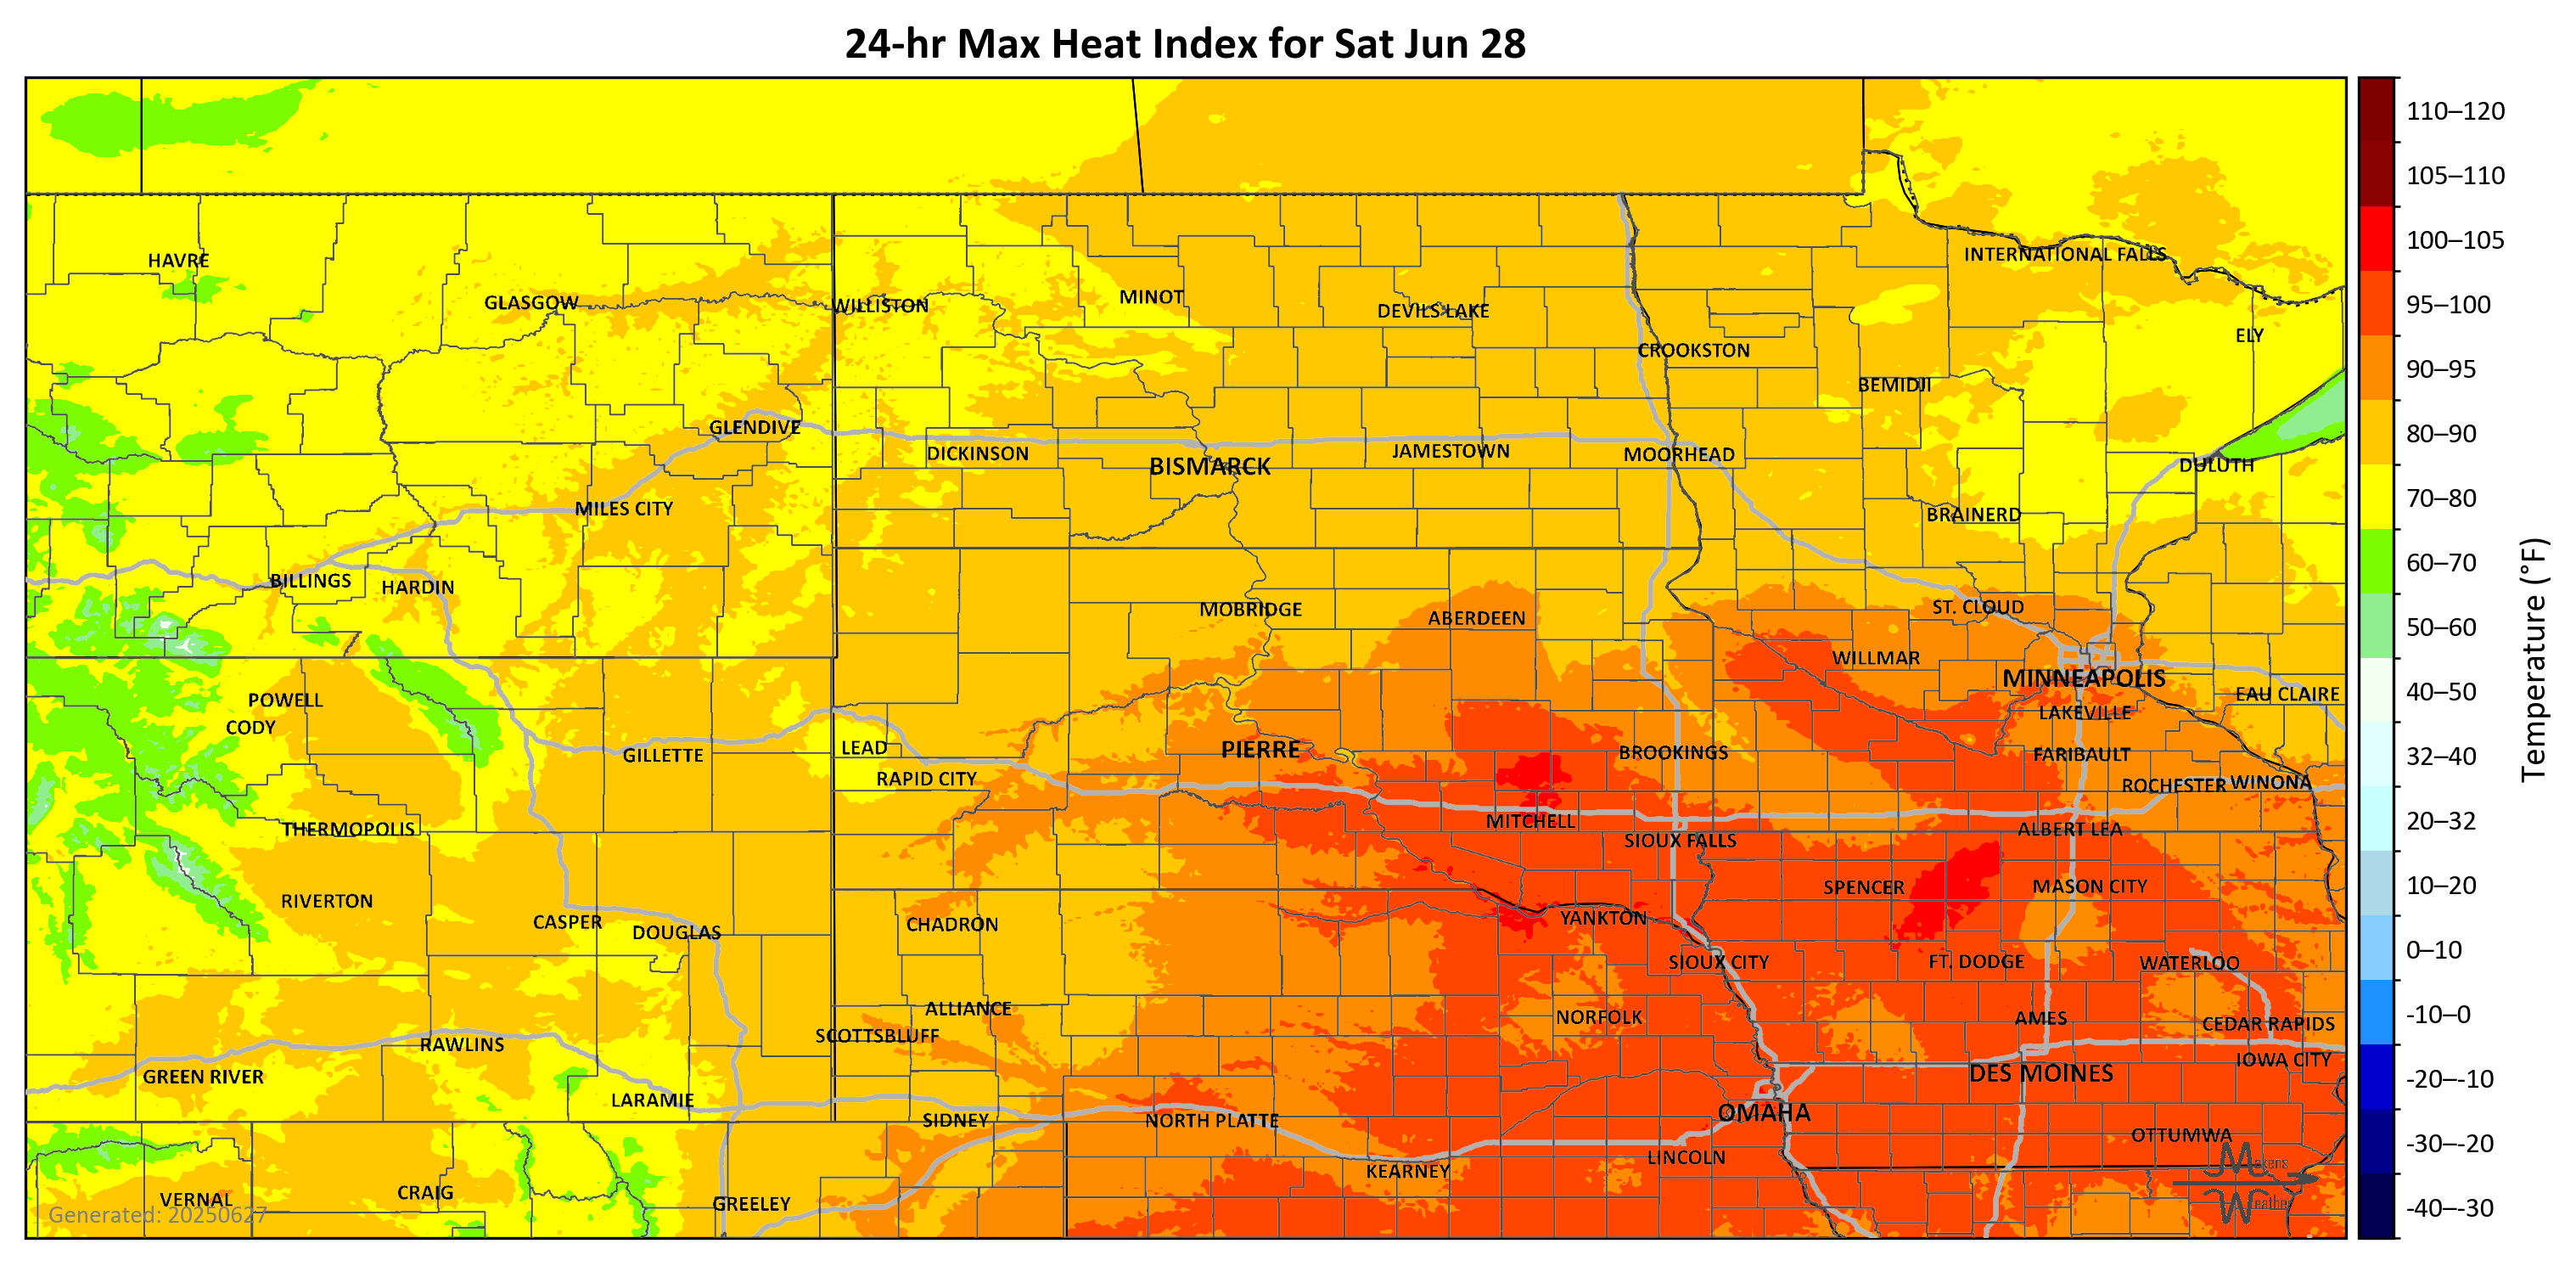 24-hr Max Heat Index for Sat Jun 28
110–120
105–110
100–105
95–100
90–95
80–90
70–80
60–70
50–60
40–50
32–40
20–32
10–20
0–10
-10–0
-20–-10
-30–-20
-40–-30
Temperature (°F)
HAVRE
INTERNATIONAL FALLS
GLASGOW
WILLISTON
MINOT
DEVILS LAKE
ELY
CROOKSTON
BEMIDJI
GLENDIVE
DICKINSON
BISMARCK
JAMESTOWN
MOORHEAD
DULUTH
MILES CITY
BRAINERD
BILLINGS
HARDIN
MOBRIDGE
ABERDEEN
ST. CLOUD
WILLMAR
MINNEAPOLIS
EAU CLAIRE
POWELL
CODY
LAKEVILLE
GILLETTE
LEAD
PIERRE
BROOKINGS
FARIBAULT
RAPID CITY
ROCHESTER
WINONA
THERMOPOLIS
MITCHELL
SIOUX FALLS
ALBERT LEA
RIVERTON
SPENCER
MASON CITY
CASPER
DOUGLAS
CHADRON
YANKTON
SIOUX CITY
FT. DODGE
WATERLOO
ALLIANCE
SCOTTSBLUFF
NORFOLK
AMES
CEDAR RAPIDS
RAWLINS
IOWA CITY
GREEN RIVER
DES MOINES
LARAMIE
SIDNEY
NORTH PLATTE
OMAHA
OTTUMWA
KEARNEY
LINCOLN
VERNAL
CRAIG
GREELEY
Makens
Weather
Generated: 20250627